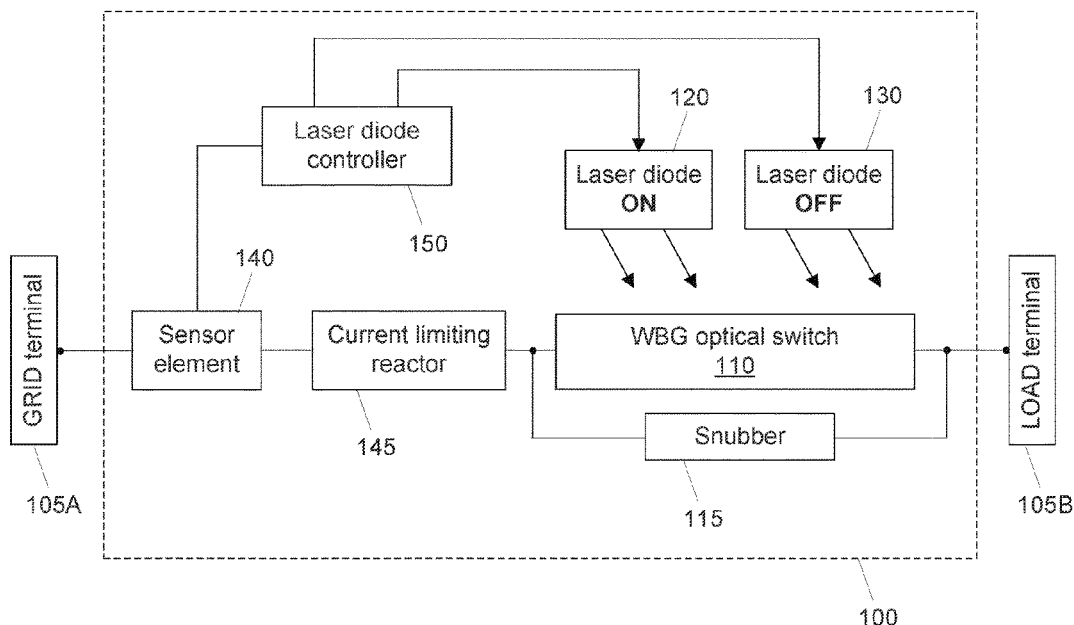 Laser diode
controller
150
120
130
Laser diode
ON
Laser diode
OFF
GRID terminal
105A
140
Sensor
element
Current limiting
reactor
145
WBG optical switch
110
Snubber
115
LOAD terminal
105B
100